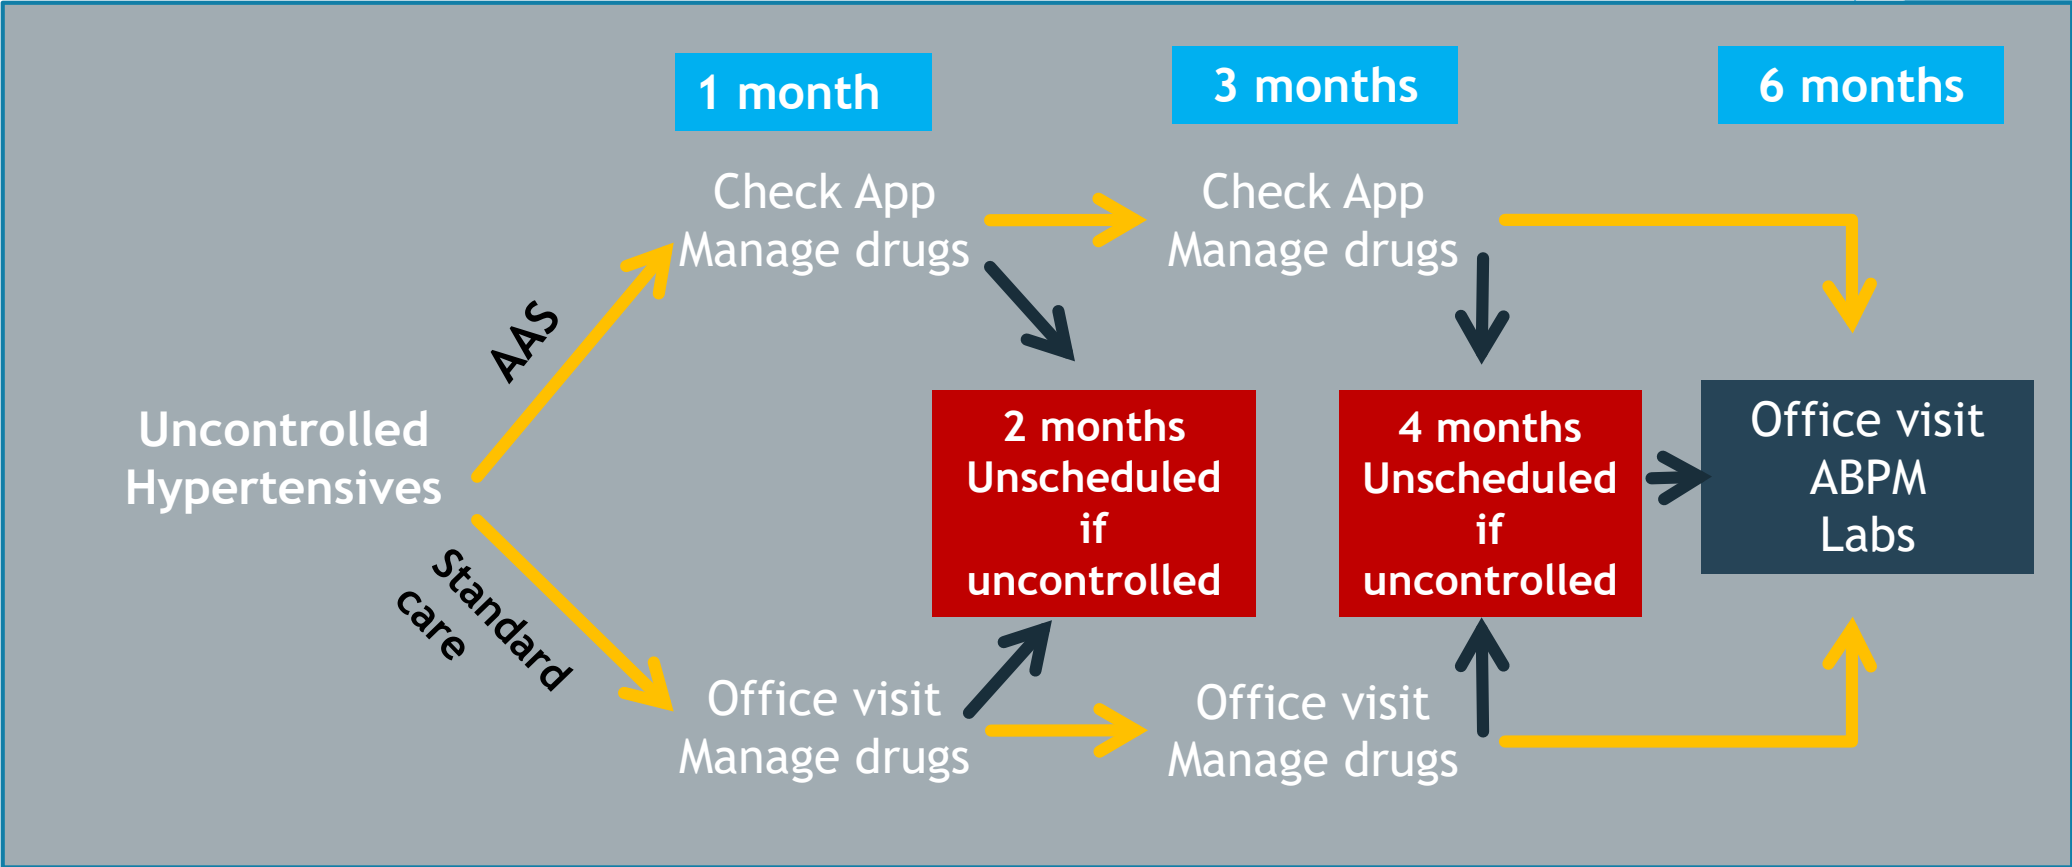 1 month
3 months
6 months
Check App
Manage drugs
Check App
Manage drugs
AAS
Uncontrolled
Hypertensives
2 months
Unscheduled
if
uncontrolled
4 months
Unscheduled
if
uncontrolled
Office visit
ABPM
Labs
Standard
care
Office visit
Manage drugs
Office visit
Manage drugs